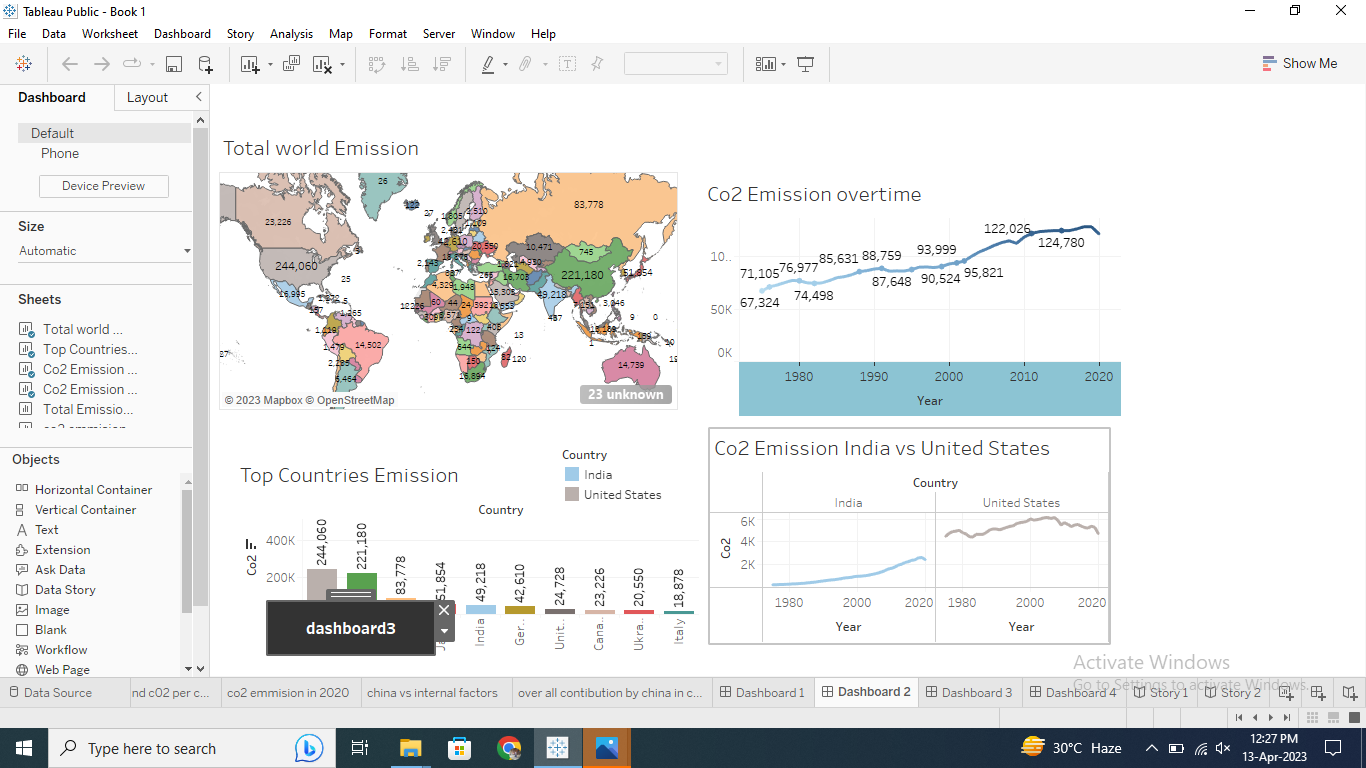 Tableau Public - Book 1
File Data Worksheet Dashboard Story Analysis Map Format Server Window Help
Show Me
Dashboard Layout
Default
Phone
Device Preview
Size
Automatic
Sheets
Total world ...
Top Countries...
Co2 Emission ...
Co2 Emission ...
Total Emissio...
Objects
Horizontal Container
Vertical Container
Text
Extension
Ask Data
Data Story
Image
Blank
Workflow
Web Page
Total world Emission
26
83,778
23,226
10,471
745
244,060
221,180
25
16,995
49,218
14,502
14,739
6,464
13
120
9 0
© 2023 Mapbox © OpenStreetMap
23 unknown
Co2 Emission overtime
122,026
124,780
93,999
85,631 88,759
71,105 76,977
87,648 90,524 95,821
67,324 74,498
10..
50K
0K
1980 1990 2000 2010 2020
Year
Top Countries Emission
Country
India
United States
Country
Co2
400K
200K
244,060
221,180
83,778
51,854
49,218
42,610
24,728
23,226
20,550
18,878
India
Ger..
Unit..
Cana..
Ukra..
Italy
dashboard3
Co2 Emission India vs United States
Country
India United States
Co2
6K
4K
2K
1980 2000 2020 1980 2000 2020
Year Year
Activate Windows
Go to Settings to activate Windows.
Data Source nd cO2 per c... co2 emmision in 2020 china vs internal factors over all contibution by china in c... Dashboard 1 Dashboard 2 Dashboard 3 Dashboard 4 Story 1 Story 2
Type here to search
30°C Haze
12:27 PM
13-Apr-2023